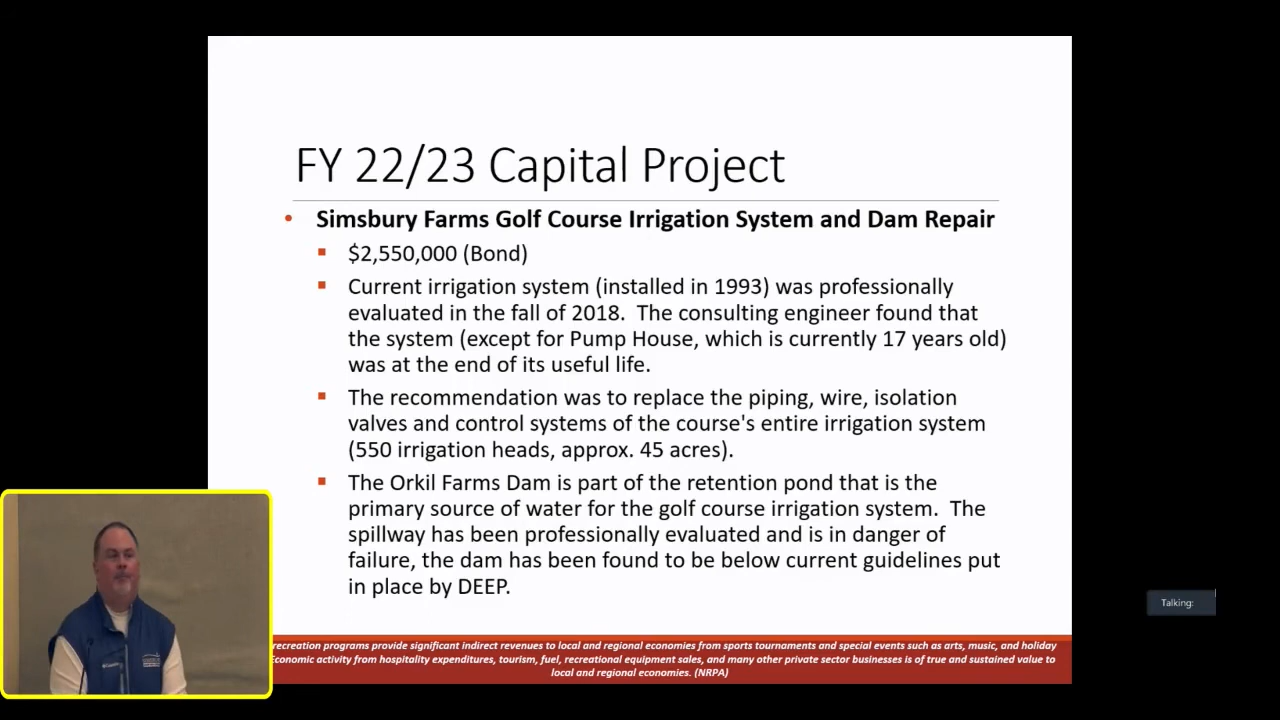 FY 22/23 Capital Project
• Simsbury Farms Golf Course Irrigation System and Dam Repair
▪ $2,550,000 (Bond)
▪ Current irrigation system (installed in 1993) was professionally
evaluated in the fall of 2018. The consulting engineer found that
the system (except for Pump House, which is currently 17 years old)
was at the end of its useful life.
▪ The recommendation was to replace the piping, wire, isolation
valves and control systems of the course's entire irrigation system
(550 irrigation heads, approx. 45 acres).
▪ The Orkil Farms Dam is part of the retention pond that is the
primary source of water for the golf course irrigation system. The
spillway has been professionally evaluated and is in danger of
failure, the dam has been found to be below current guidelines put
in place by DEEP.
recreation programs provide significant indirect revenues to local and regional economies from sports tournaments and special events such as arts, music, and holiday
Economic activity from hospitality expenditures, tourism, fuel, recreational equipment sales, and many other private sector businesses is of true and sustained value to
local and regional economies. (NRPA)
Talking: